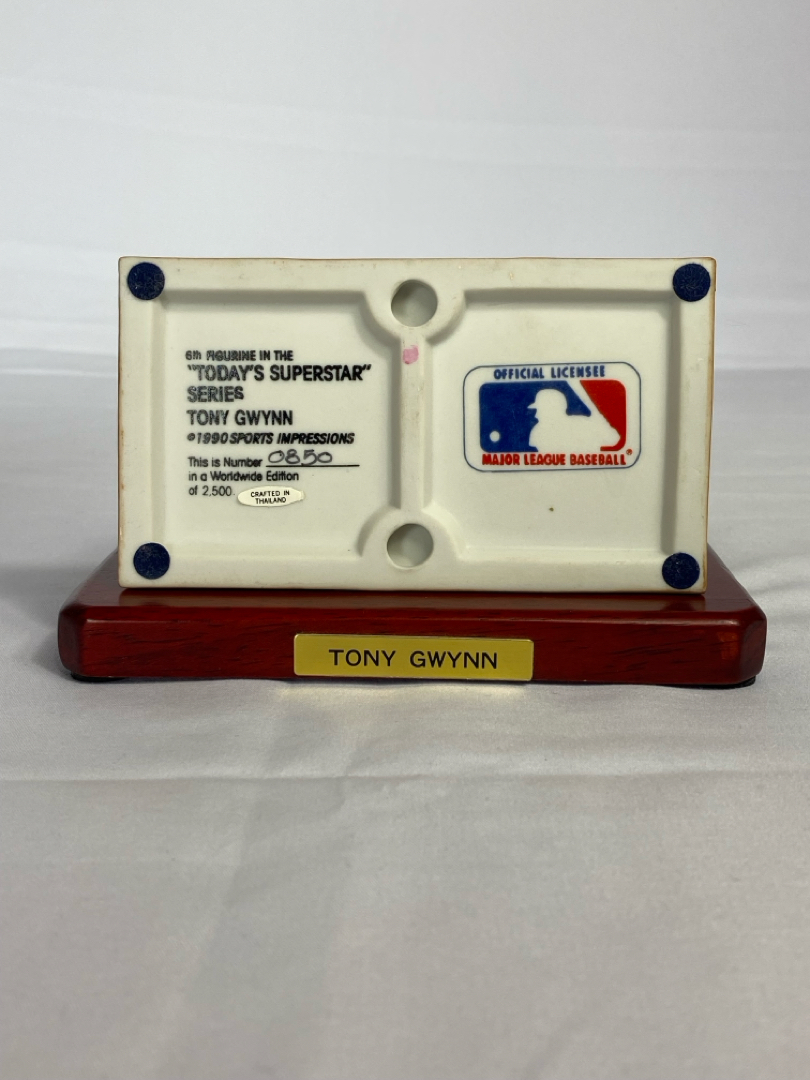 6th FIGURINE IN THE
"TODAY'S SUPERSTAR"
SERIES
TONY GWYNN
©1990 SPORTS IMPRESSIONS
This is Number 0850
in a Worldwide Edition
of 2,500
CRAFTED IN
THAILAND
OFFICIAL LICENSEE
MAJOR LEAGUE BASEBALL®
TONY GWYNN